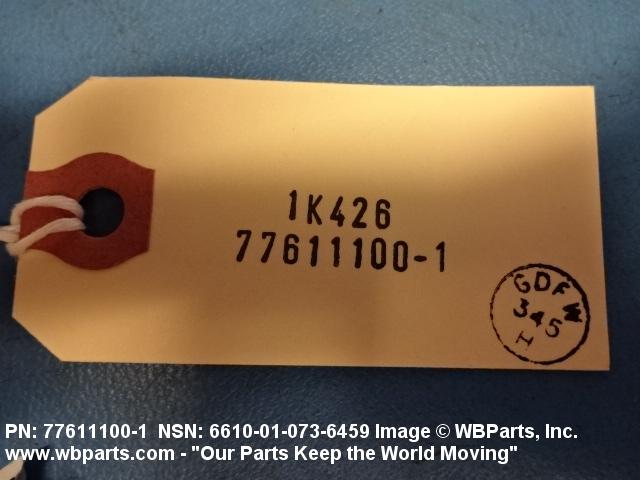 1K426
77611100-1
GDFW
345
H
PN: 77611100-1 NSN: 6610-01-073-6459 Image © WBParts, Inc.
www.wbparts.com - "Our Parts Keep the World Moving"